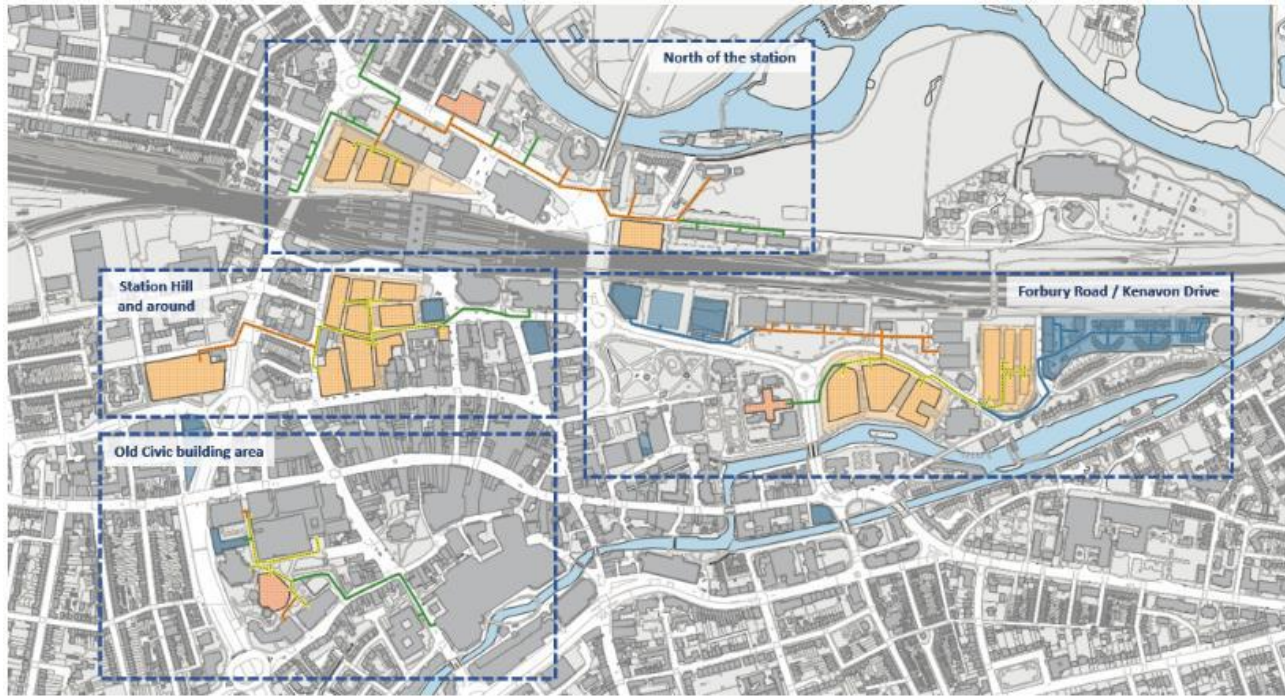 North of the station
Station Hill
and around
Forbury Road / Kenavon Drive
Old Civic building area